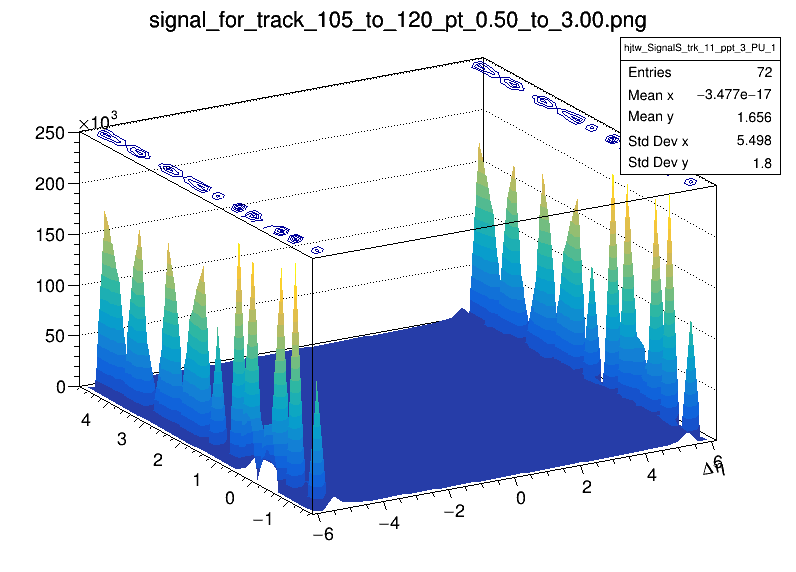 signal_for_track_105_to_120_pt_0.50_to_3.00.png
hjtw_SignalS_trk_11_ppt_3_PU_1
Entries 72
Mean x −3.477e−17
Mean y 1.656
Std Dev x 5.498
Std Dev y 1.8
×10³
250
200
150
100
50
0
4
3
2
1
0
−1
−6
−4
−2
0
2
4
6
Δη